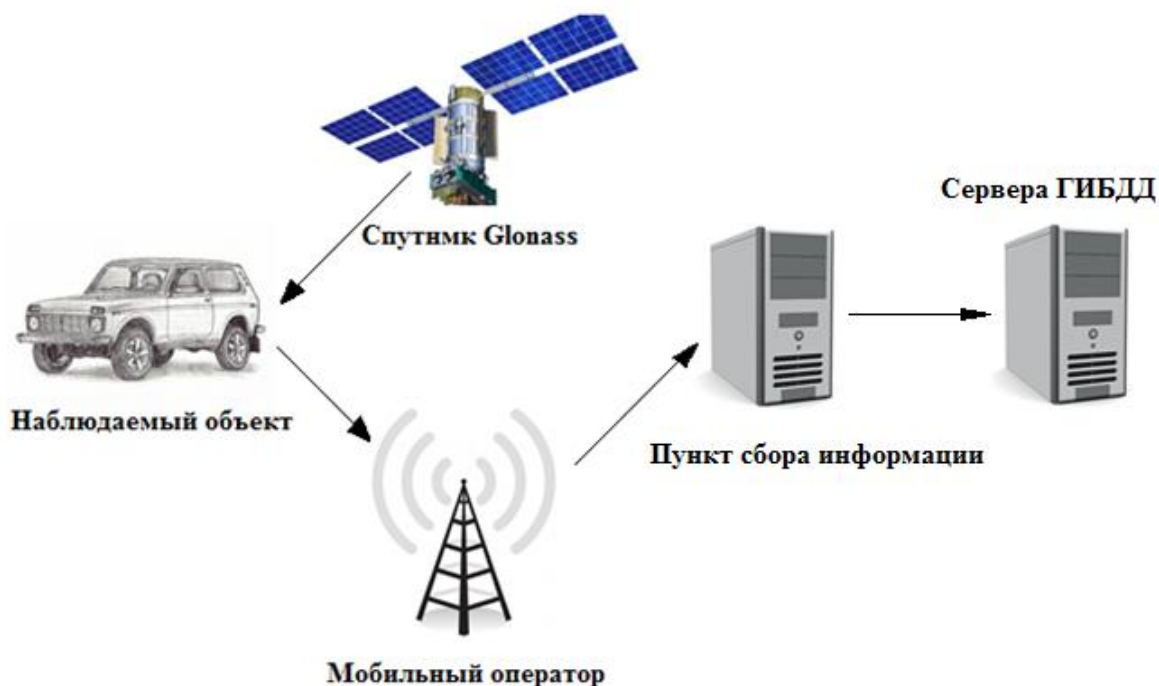 Сервера ГИБДД
Спутнмк Glonass
Наблюдаемый объект
Пункт сбора информации
Мобильный оператор